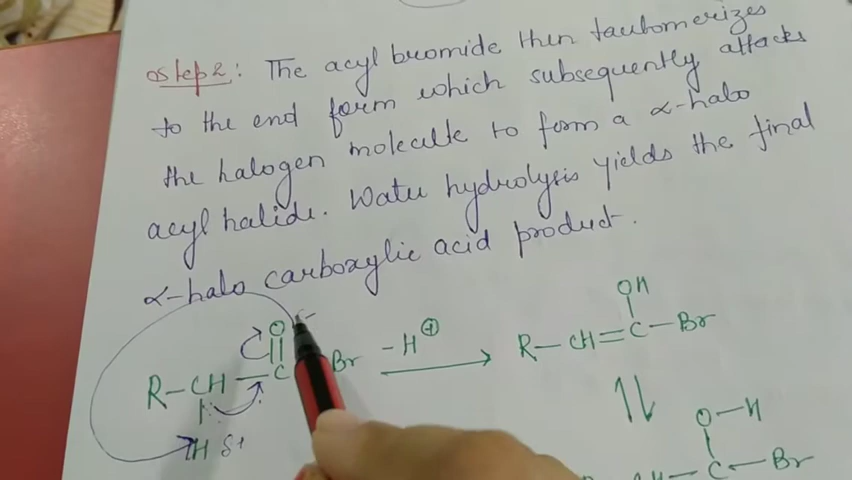 Step 2: The acyl bromide then tautomerizes
to the end form which subsequently attacks
the halogen molecule to form a α-halo
acyl halide. Water hydrolysis yields the final
α-halo carboxylic acid product.
OH
O
R-CH-C Br -H⊕ → R-CH=C-Br
H δ+
O-H
C-Br